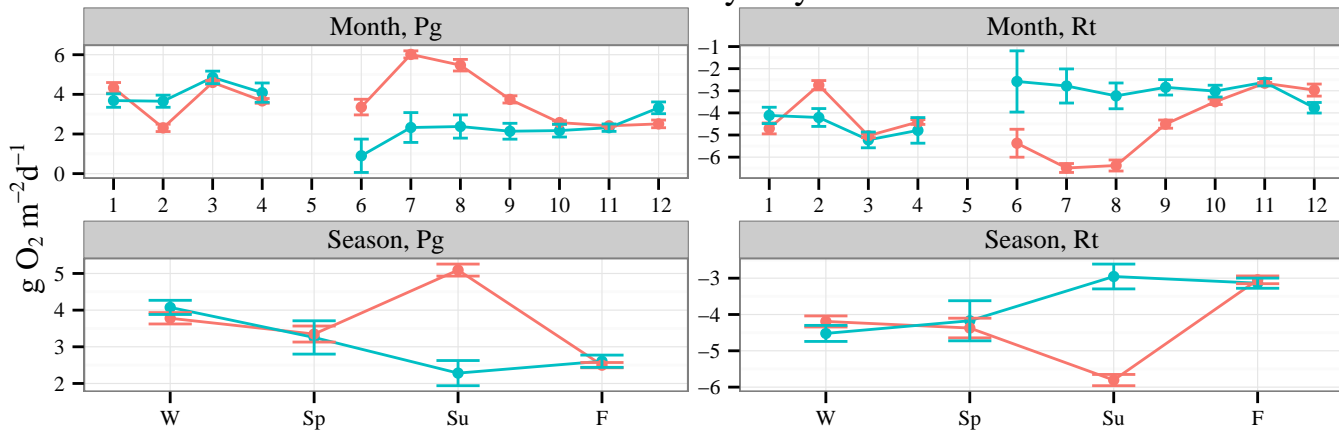 Month, Pg
Month, Rt
6
4
2
0
−1
−2
−3
−4
−5
−6
1 2 3 4 5 6 7 8 9 10 11 12
1 2 3 4 5 6 7 8 9 10 11 12
g O₂ m⁻²d⁻¹
Season, Pg
Season, Rt
5
4
3
2
−3
−4
−5
−6
W Sp Su F
W Sp Su F